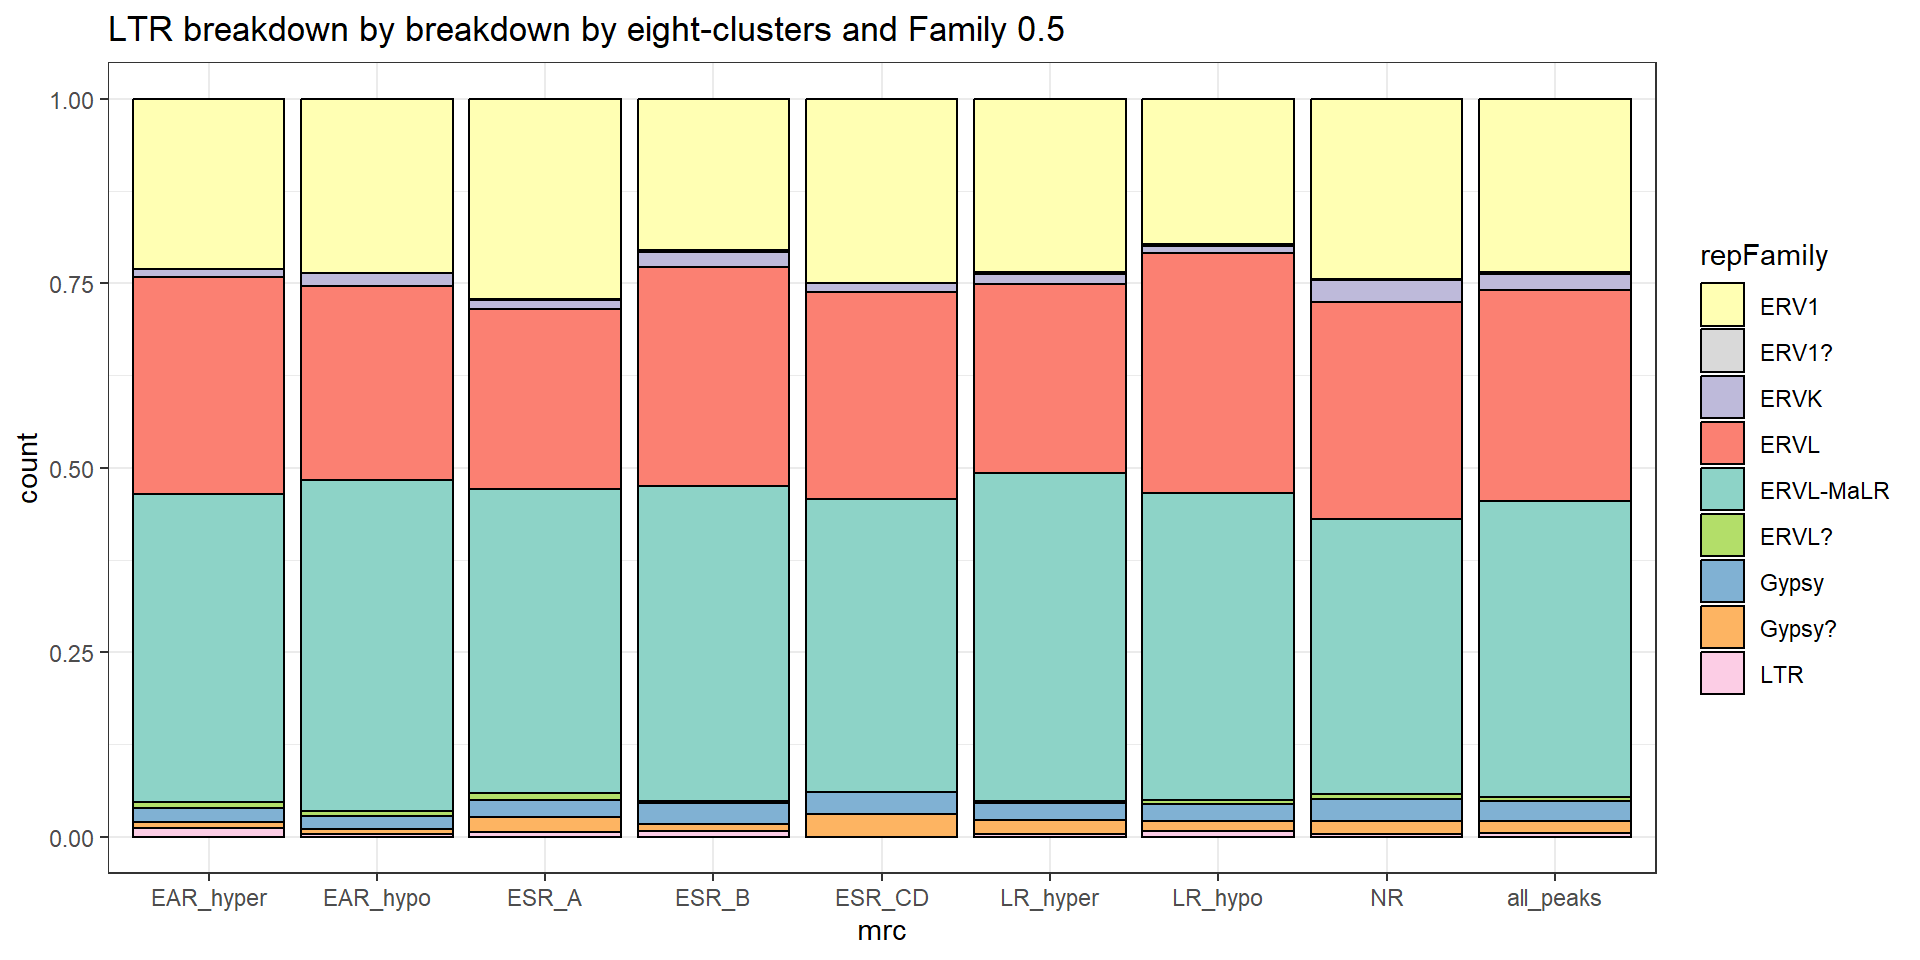 LTR breakdown by breakdown by eight-clusters and Family 0.5
1.00
0.75
0.50
0.25
0.00
count
EAR_hyper
EAR_hypo
ESR_A
ESR_B
ESR_CD
LR_hyper
LR_hypo
NR
all_peaks
mrc
repFamily
ERV1
ERV1?
ERVK
ERVL
ERVL-MaLR
ERVL?
Gypsy
Gypsy?
LTR